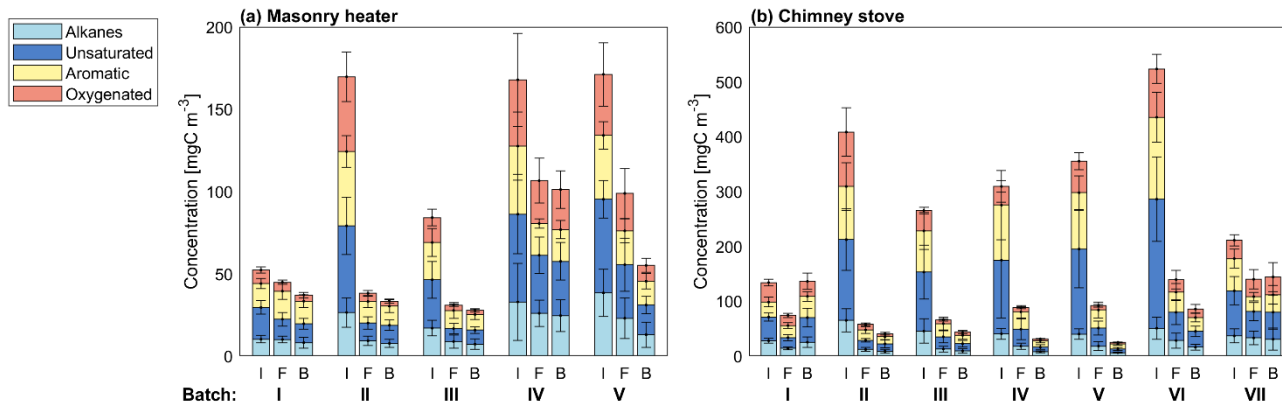 Alkanes
Unsaturated
Aromatic
Oxygenated
(a) Masonry heater
Concentration [mgC m⁻³]
200
150
100
50
0
I F B I F B I F B I F B I F B
Batch: I II III IV V
(b) Chimney stove
Concentration [mgC m⁻³]
600
500
400
300
200
100
0
I F B I F B I F B I F B I F B I F B I F B
I II III IV V VI VII